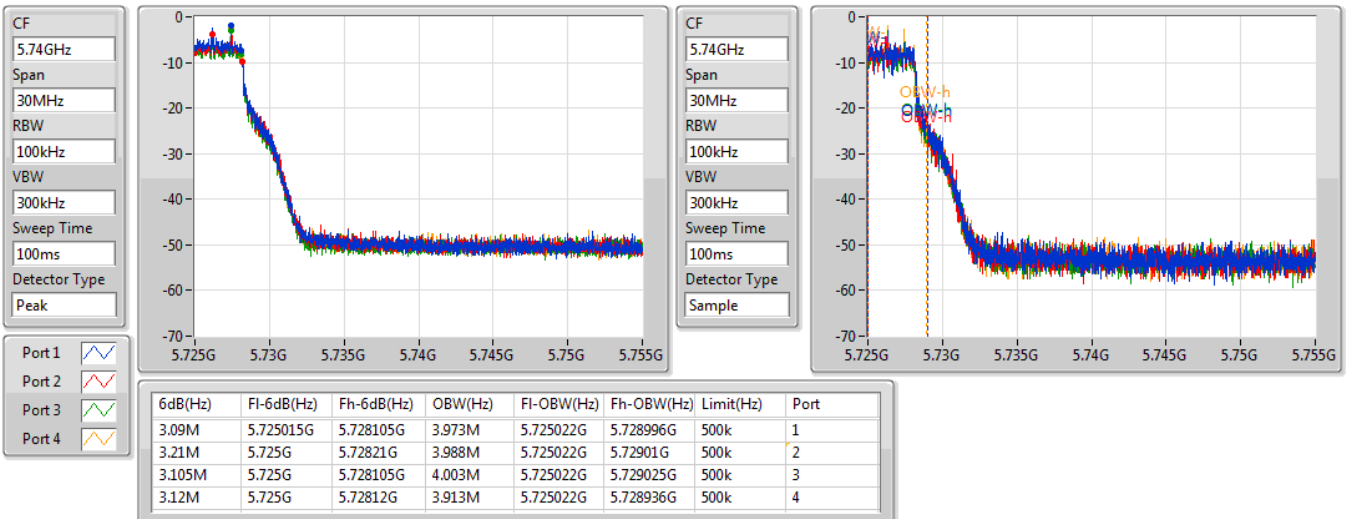 CF
5.74GHz
Span
30MHz
RBW
100kHz
VBW
300kHz
Sweep Time
100ms
Detector Type
Peak
0
-10
-20
-30
-40
-50
-60
-70
5.725G 5.73G 5.735G 5.74G 5.745G 5.75G 5.755G
CF
5.74GHz
Span
30MHz
RBW
100kHz
VBW
300kHz
Sweep Time
100ms
Detector Type
Sample
0
-10
-20
-30
-40
-50
-60
-70
OBW-h
OBW-h
OBW-h
5.725G 5.73G 5.735G 5.74G 5.745G 5.75G 5.755G
Port 1
Port 2
Port 3
Port 4
6dB(Hz) Fl-6dB(Hz) Fh-6dB(Hz) OBW(Hz) Fl-OBW(Hz) Fh-OBW(Hz) Limit(Hz) Port
3.09M 5.725015G 5.728105G 3.973M 5.725022G 5.728996G 500k 1
3.21M 5.725G 5.72821G 3.988M 5.725022G 5.72901G 500k 2
3.105M 5.725G 5.728105G 4.003M 5.725022G 5.729025G 500k 3
3.12M 5.725G 5.72812G 3.913M 5.725022G 5.728936G 500k 4